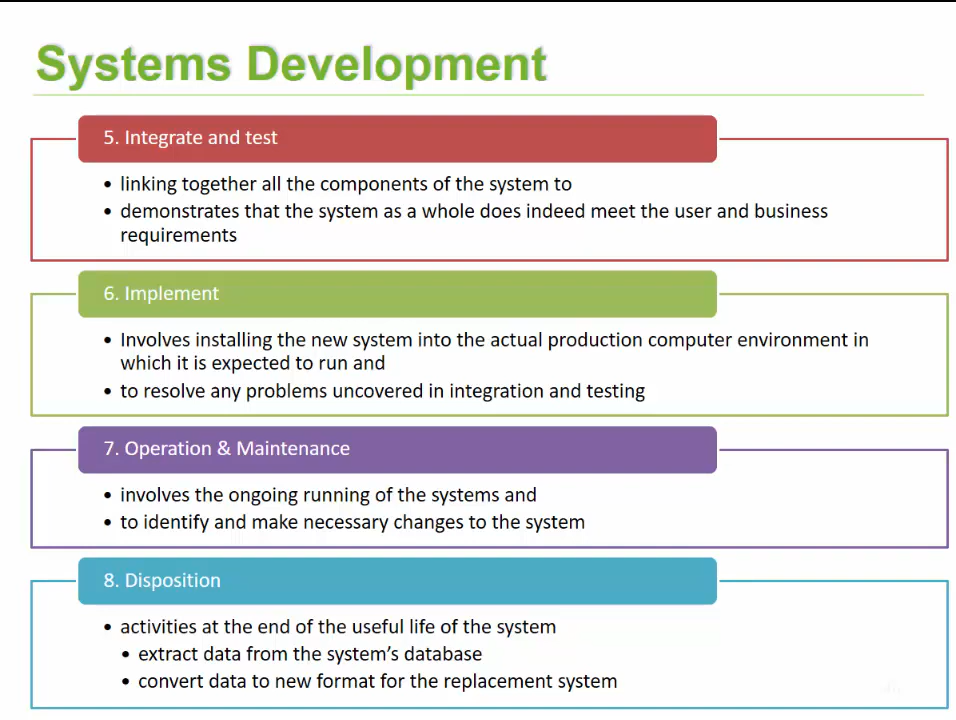 Systems Development
5. Integrate and test
• linking together all the components of the system to
• demonstrates that the system as a whole does indeed meet the user and business
requirements
6. Implement
• Involves installing the new system into the actual production computer environment in
which it is expected to run and
• to resolve any problems uncovered in integration and testing
7. Operation & Maintenance
• involves the ongoing running of the systems and
• to identify and make necessary changes to the system
8. Disposition
• activities at the end of the useful life of the system
• extract data from the system's database
• convert data to new format for the replacement system